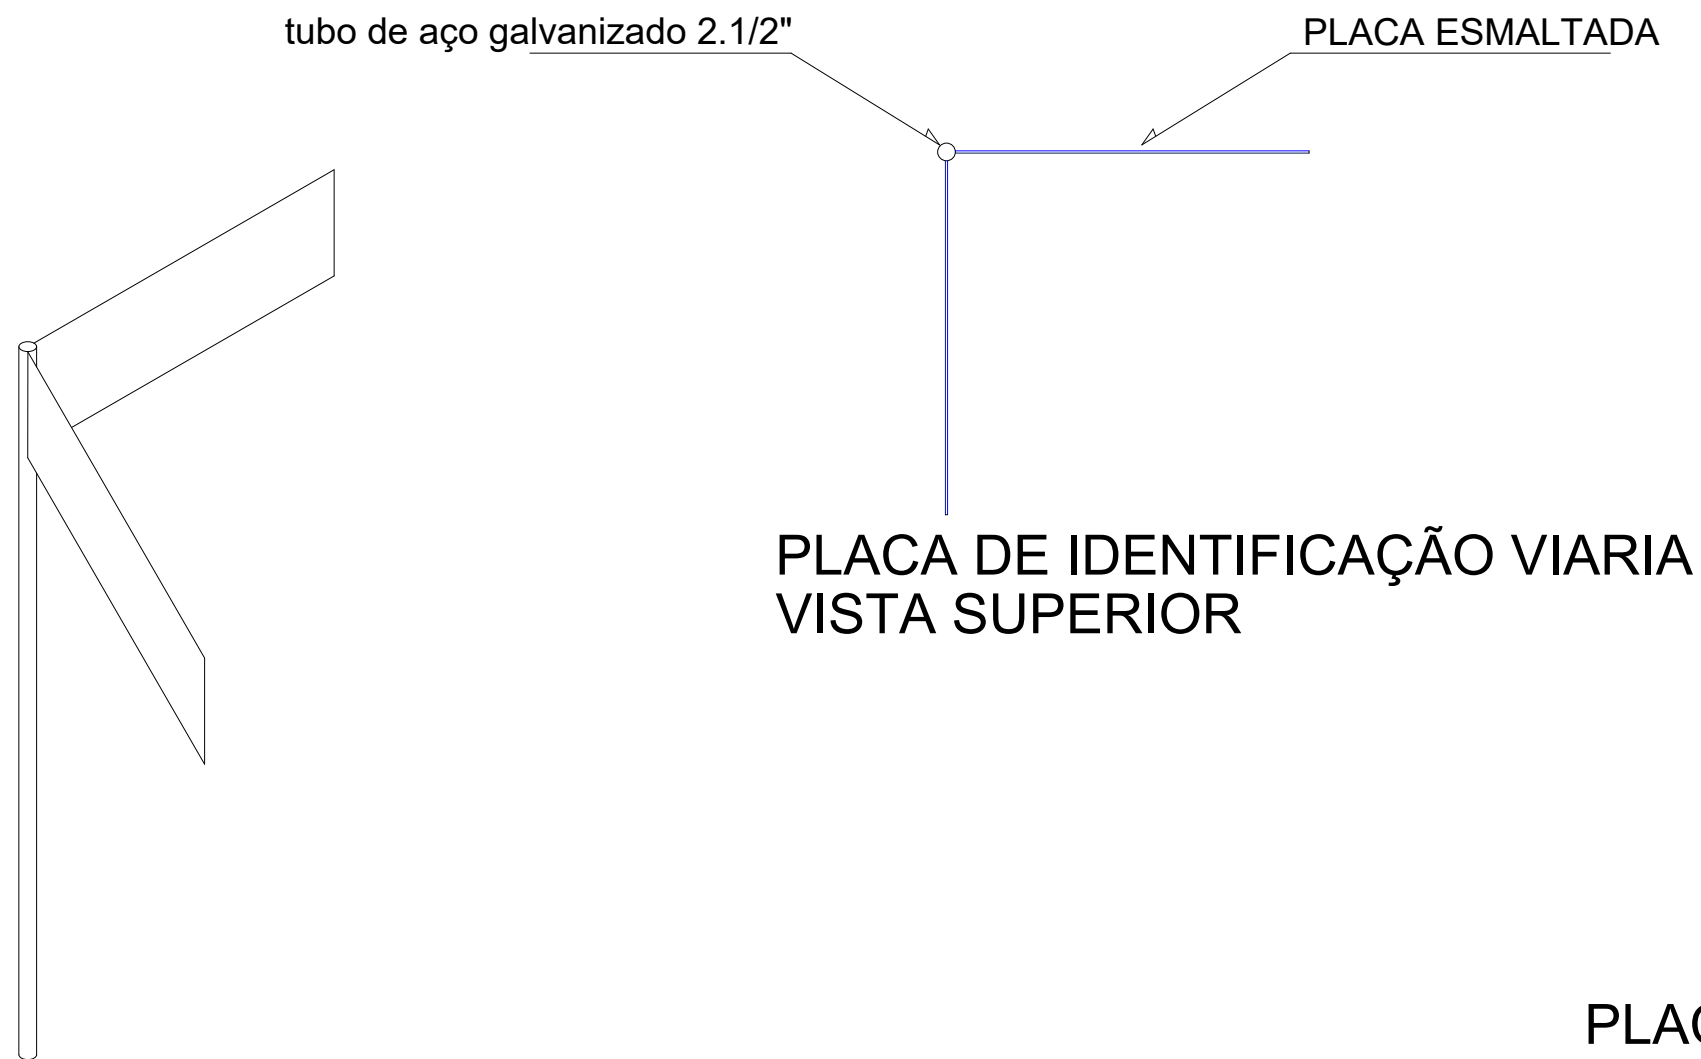 tubo de aço galvanizado 2.1/2"
PLACA ESMALTADA
PLACA DE IDENTIFICAÇÃO VIARIA
VISTA SUPERIOR